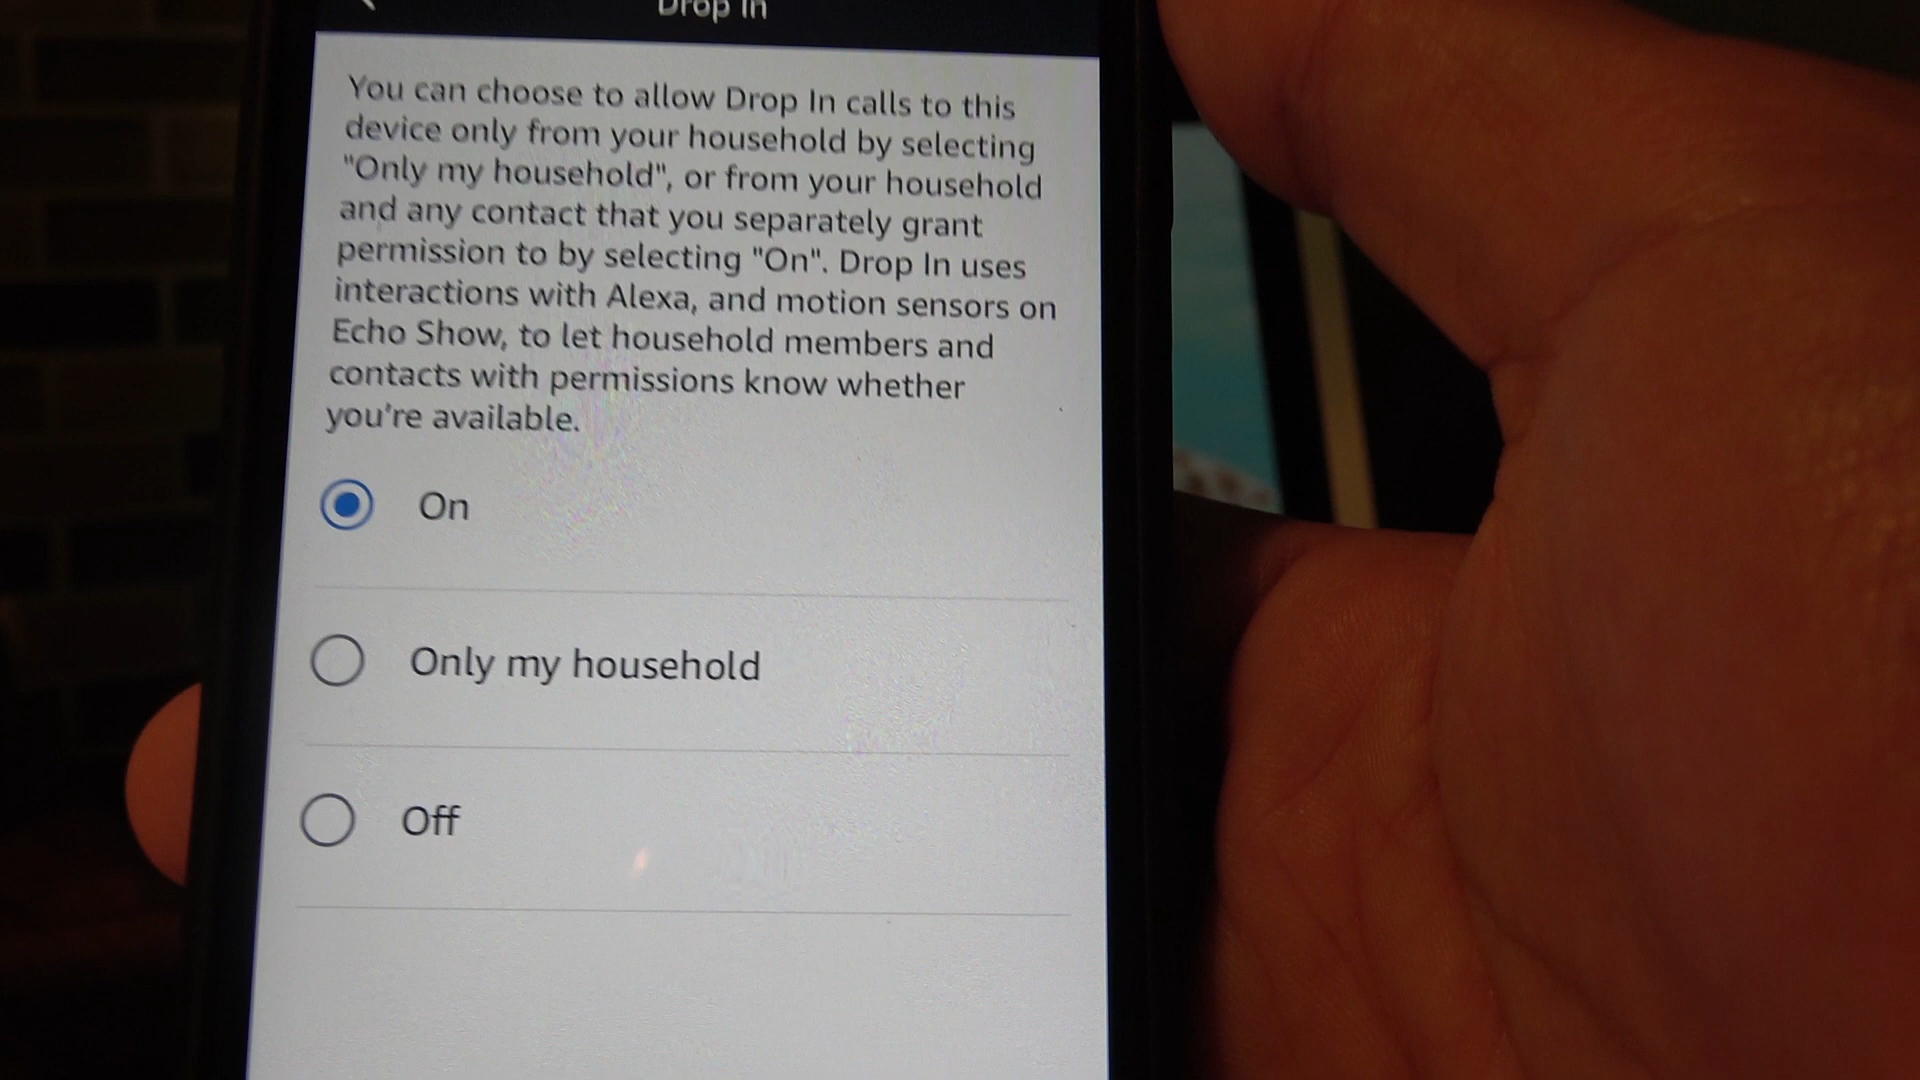 Drop In
You can choose to allow Drop In calls to this
device only from your household by selecting
"Only my household", or from your household
and any contact that you separately grant
permission to by selecting "On". Drop In uses
interactions with Alexa, and motion sensors on
Echo Show, to let household members and
contacts with permissions know whether
you're available.
On
Only my household
Off